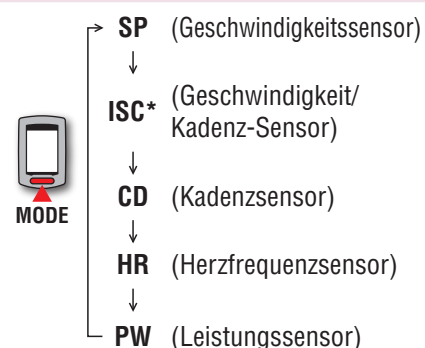 SP (Geschwindigkeitssensor)
ISC* (Geschwindigkeit/
Kadenz-Sensor)
CD (Kadenzsensor)
MODE
HR (Herzfrequenzsensor)
PW (Leistungssensor)